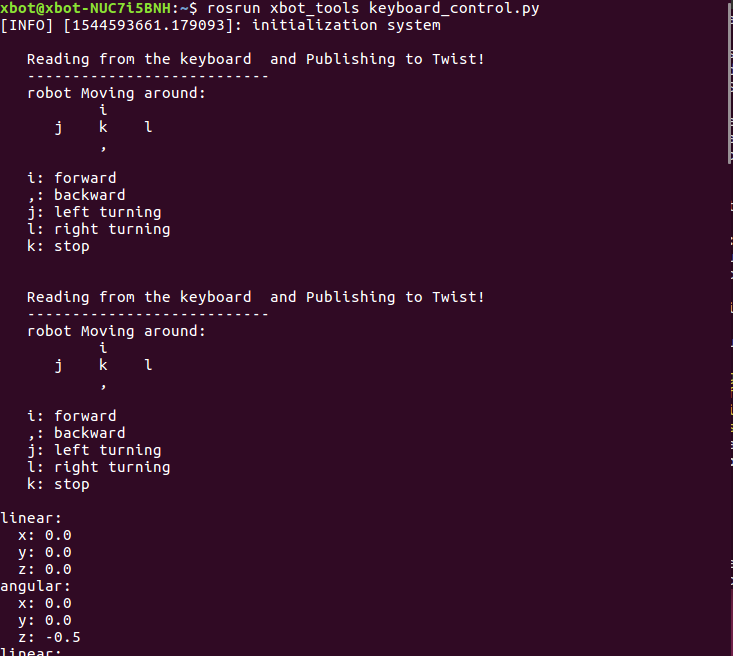 xbot@xbot-NUC7i5BNH:~$ rosrun xbot_tools keyboard_control.py
[INFO] [1544593661.179093]: initialization system
Reading from the keyboard  and Publishing to Twist!
---------------------------
robot Moving around:
i
j    k    l
,
i: forward
,: backward
j: left turning
l: right turning
k: stop
Reading from the keyboard  and Publishing to Twist!
---------------------------
robot Moving around:
i
j    k    l
,
i: forward
,: backward
j: left turning
l: right turning
k: stop
linear:
x: 0.0
y: 0.0
z: 0.0
angular:
x: 0.0
y: 0.0
z: -0.5
linear: